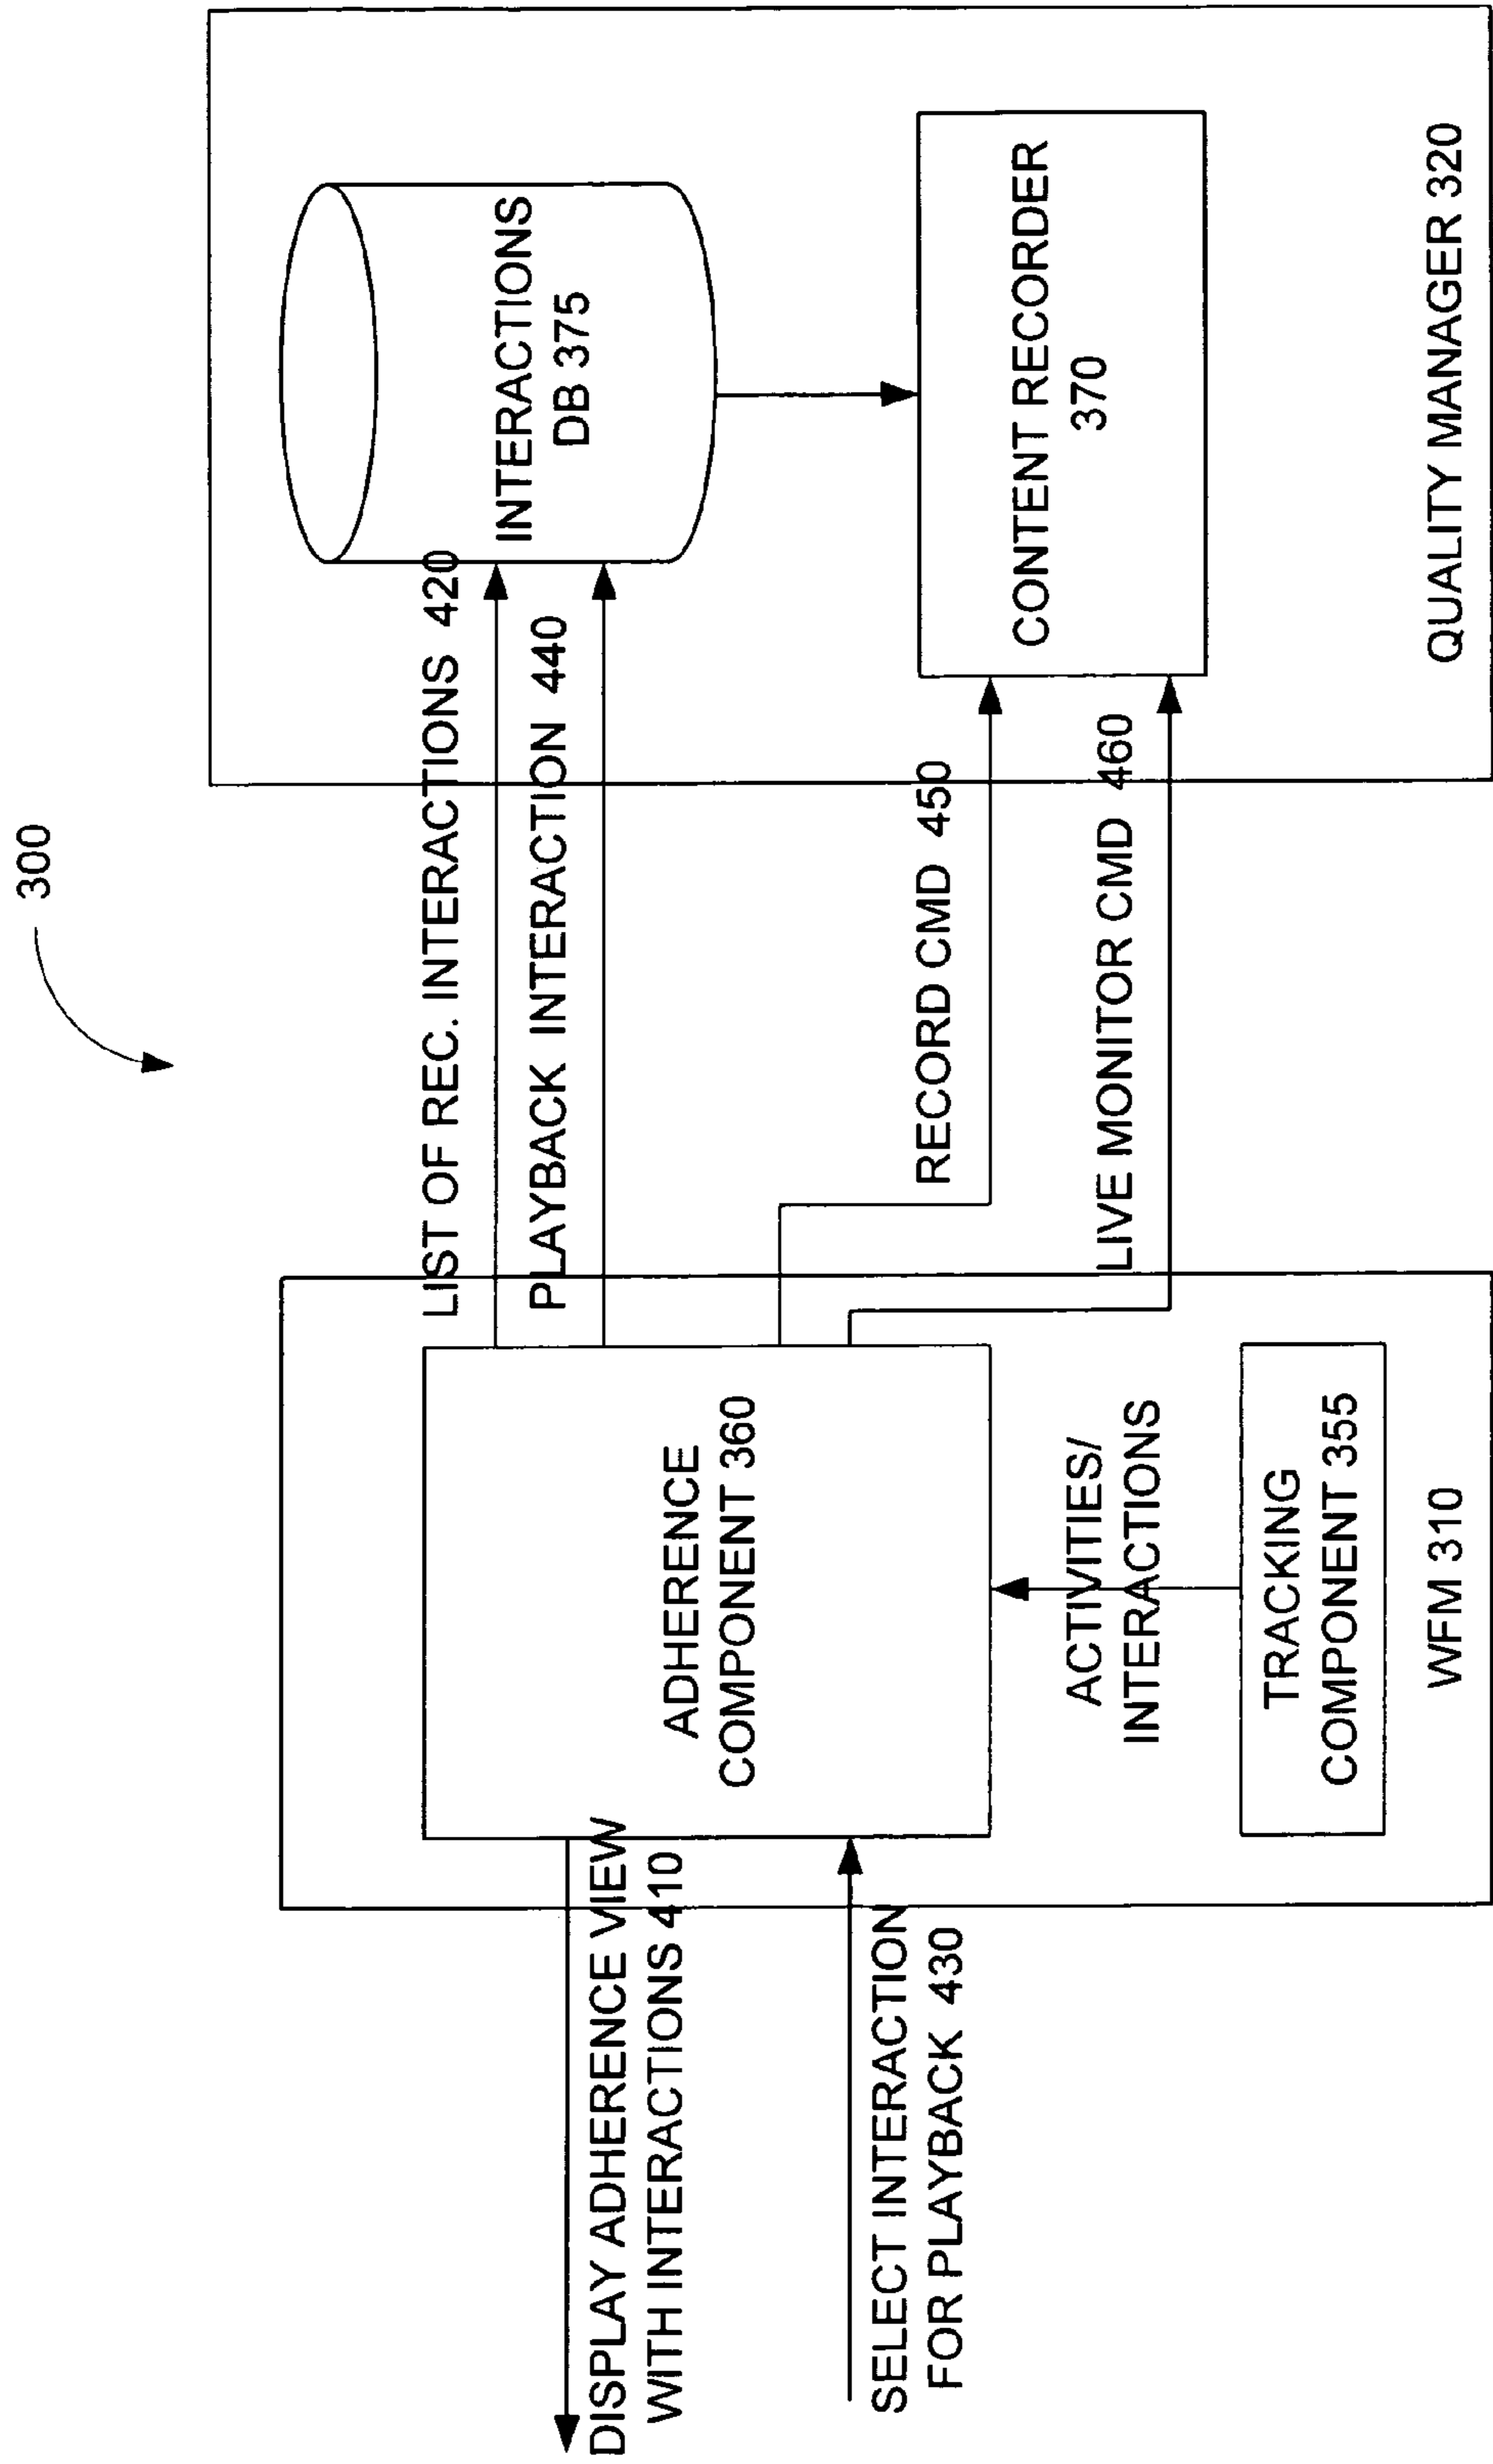 300
DISPLAY ADHERENCE VIEW
WITH INTERACTIONS 410
SELECT INTERACTION
FOR PLAYBACK 430
ADHERENCE
COMPONENT 360
ACTIVITIES/
INTERACTIONS
TRACKING
COMPONENT 355
WFM 310
LIST OF REC. INTERACTIONS 420
PLAYBACK INTERACTION 440
RECORD CMD 450
LIVE MONITOR CMD 460
INTERACTIONS
DB 375
CONTENT RECORDER
370
QUALITY MANAGER 320